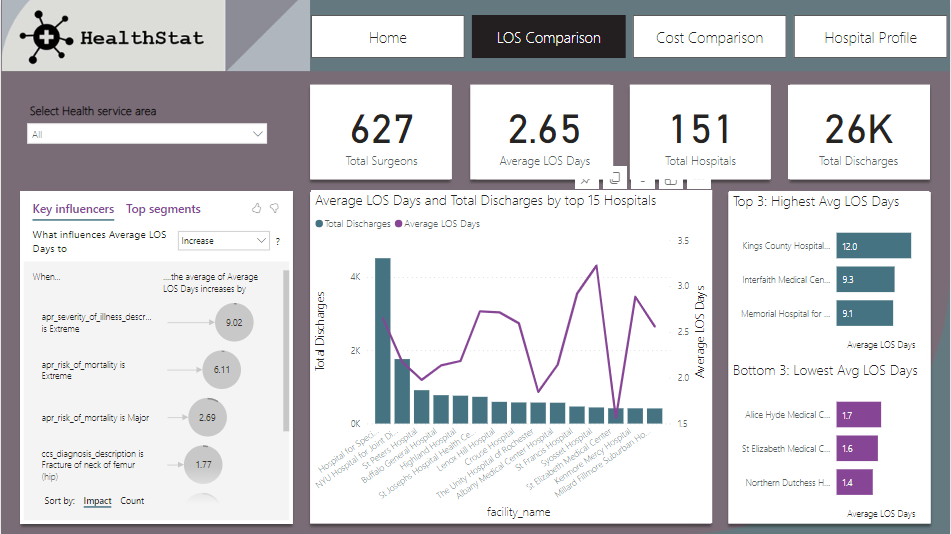 HealthStat
Home
LOS Comparison
Cost Comparison
Hospital Profile
Select Health service area
All
627
Total Surgeons
2.65
Average LOS Days
151
Total Hospitals
26K
Total Discharges
Key influencers
Top segments
What influences Average LOS
Days to
Increase
?
When...
....the average of Average
LOS Days increases by
apr_severity_of_illness_descr...
is Extreme
9.02
apr_risk_of_mortality is
Extreme
6.11
apr_risk_of_mortality is Major
2.69
ccs_diagnosis_description is
Fracture of neck of femur
(hip)
1.77
Sort by:
Impact
Count
Average LOS Days and Total Discharges by top 15 Hospitals
Total Discharges
Average LOS Days
Total Discharges
4K
2K
0K
3.5
3.0
2.5
2.0
1.5
Average LOS Days
Hospital for Speci...
NYU Hospital for Joint Di...
St Peters Hospital
Buffalo General Hospital
Highland Hospital
St Josephs Hospital Health Ce...
Lenox Hill Hospital
Crouse Hospital
The Unity Hospital of Rochester
Albany Medical Center Hospital
St Francis Hospital
Syosset Hospital
St Elizabeth Medical Center
Kenmore Mercy Hospital
Millard Fillmore Suburban Ho...
facility_name
Top 3: Highest Avg LOS Days
Kings County Hospital...
12.0
Interfaith Medical Cen...
9.3
Memorial Hospital for ...
9.1
Average LOS Days
Bottom 3: Lowest Avg LOS Days
Alice Hyde Medical C...
1.7
St Elizabeth Medical C...
1.6
Northern Dutchess H...
1.4
Average LOS Days